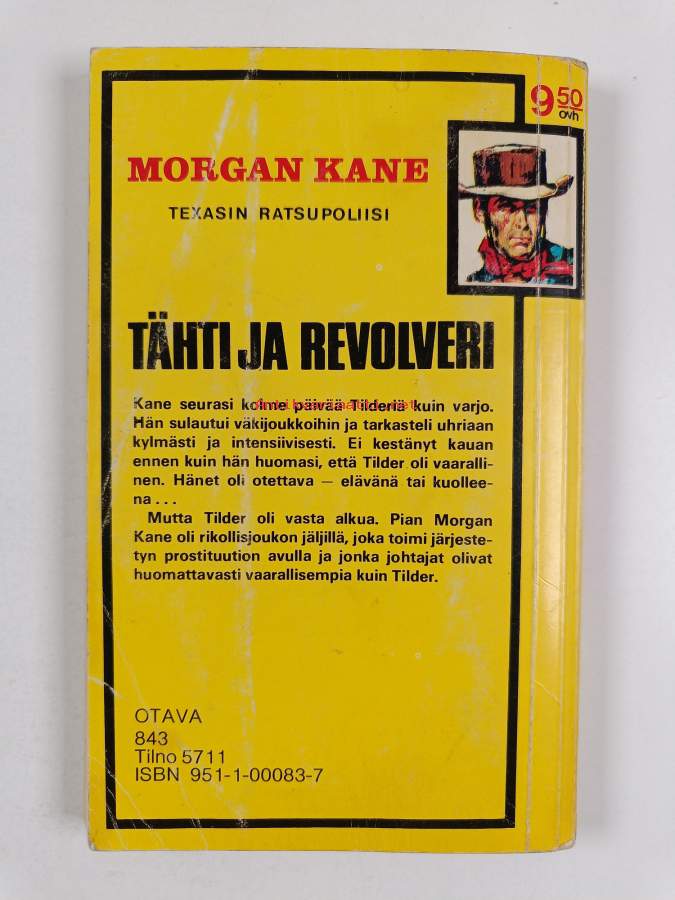 9 50
ovh
MORGAN KANE
TEXASIN RATSUPOLIISI
TÄHTI JA REVOLVERI
Kane seurasi kolme päivää Tilderiä kuin varjo.
Hän sulautui väkijoukkoihin ja tarkasteli uhriaan
kylmästi ja intensiivisesti. Ei kestänyt kauan
ennen kuin hän huomasi, että Tilder oli vaaralli-
nen. Hänet oli otettava — elävänä tai kuollee-
na . . .
Mutta Tilder oli vasta alkua. Pian Morgan
Kane oli rikollisjoukon jäljillä, joka toimi järjeste-
tyn prostituution avulla ja jonka johtajat olivat
huomattavasti vaarallisempia kuin Tilder.
OTAVA
843
Tilno 5711
ISBN 951-1-00083-7